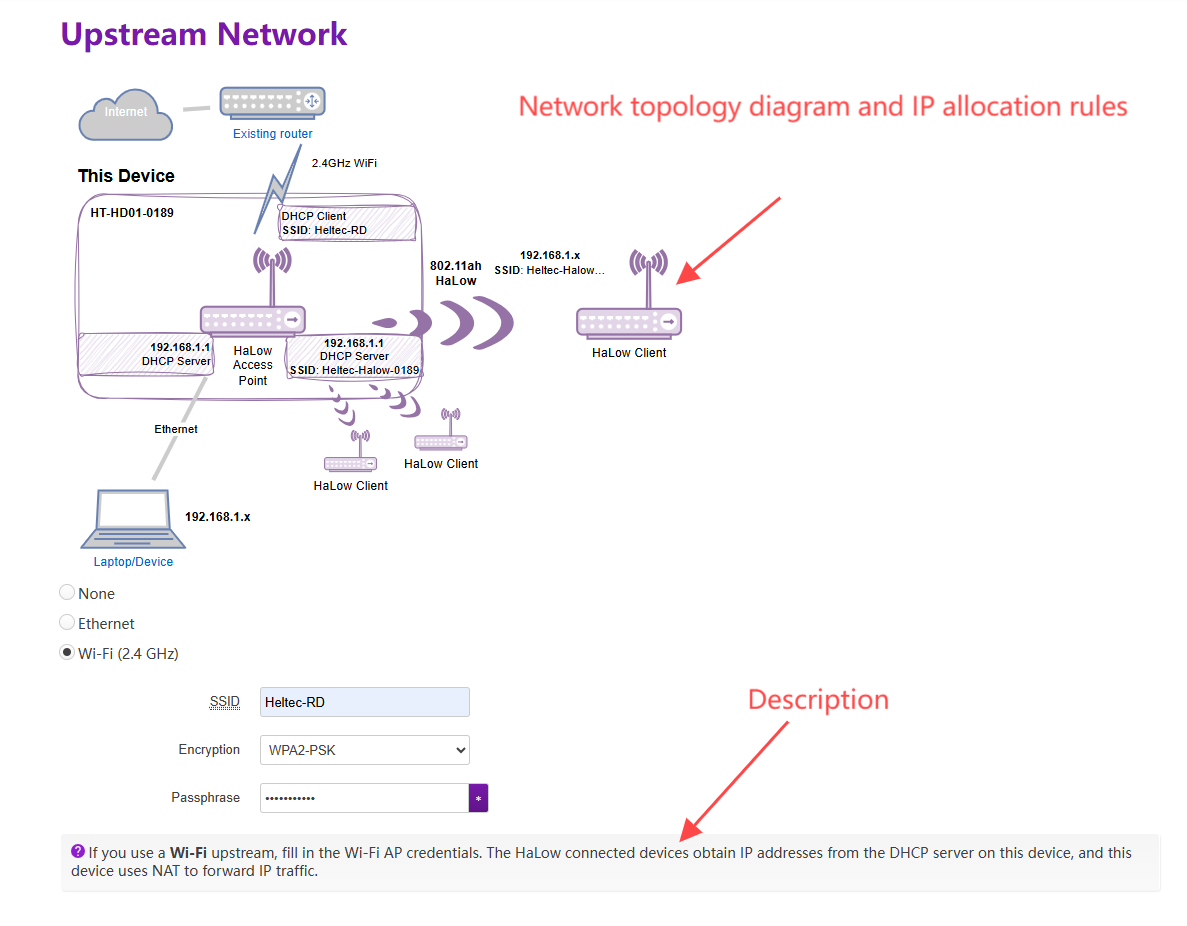 Upstream Network
Internet
Existing router
Network topology diagram and IP allocation rules
2.4GHz WiFi
This Device
HT-HD01-0189
DHCP Client
SSID: Heltec-RD
802.11ah
HaLow
192.168.1.x
SSID: Heltec-Halow...
192.168.1.1
DHCP Server
HaLow
Access
Point
192.168.1.1
DHCP Server
SSID: Heltec-Halow-0189
HaLow Client
Ethernet
HaLow Client
HaLow Client
192.168.1.x
Laptop/Device
None
Ethernet
Wi-Fi (2.4 GHz)
SSID
Heltec-RD
Description
Encryption
WPA2-PSK
Passphrase
•••••••••••
*
? If you use a Wi-Fi upstream, fill in the Wi-Fi AP credentials. The HaLow connected devices obtain IP addresses from the DHCP server on this device, and this
device uses NAT to forward IP traffic.